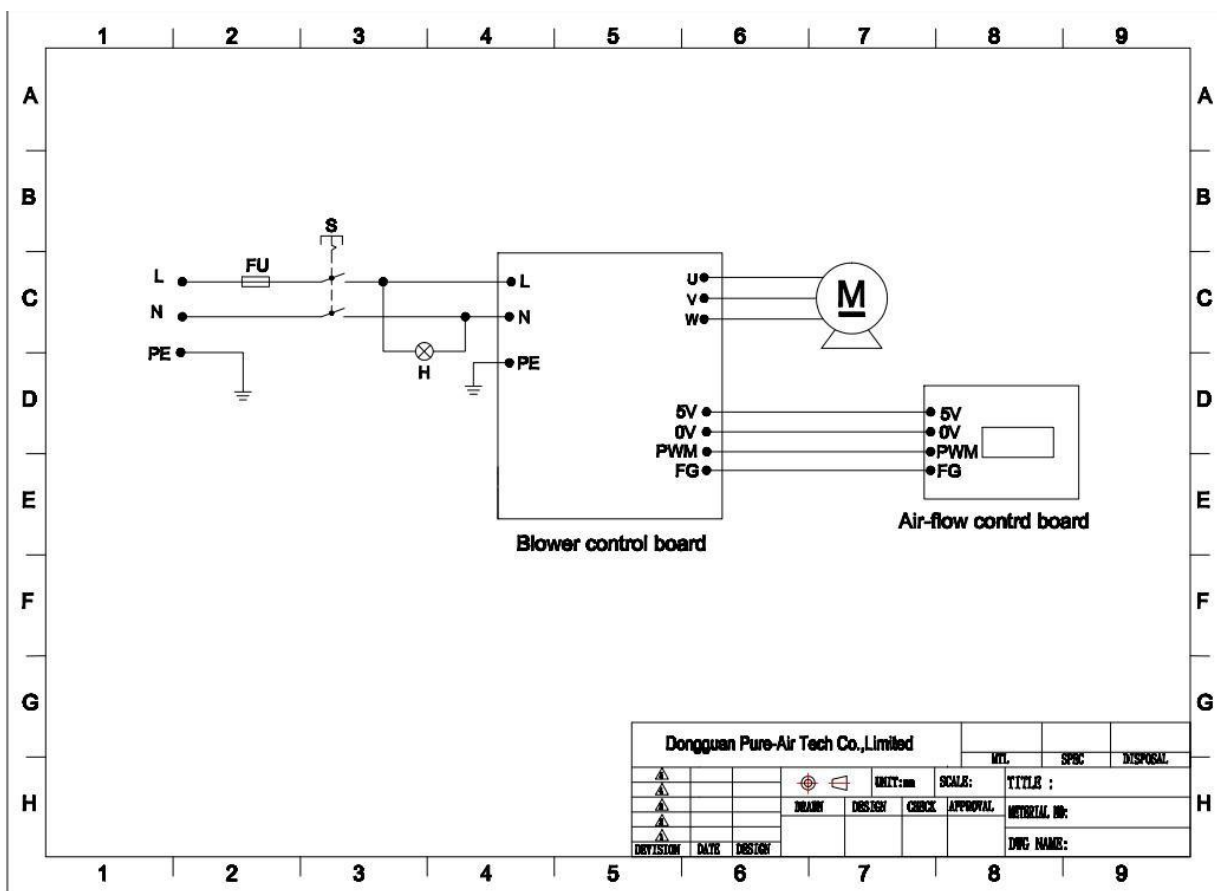 1 2 3 4 5 6 7 8 9
A A
B B
S
FU
L L U M
C C
N N V
W
PE PE
H
D D
5V 5V
0V 0V
PWM PWM
FG FG
E E
Air-flow contrd board
Blower control board
F F
G G
Dongguan Pure-Air Tech Co.,Limited
MTL SPEC DISPOSAL
UNIT:mm SCALE: TITLE :
H H
DRAWN DESIGN CHECK APPROVAL METERIAL NO:
DEVISION DATE DESIGN DWG NAME:
1 2 3 4 5 6 7 8 9